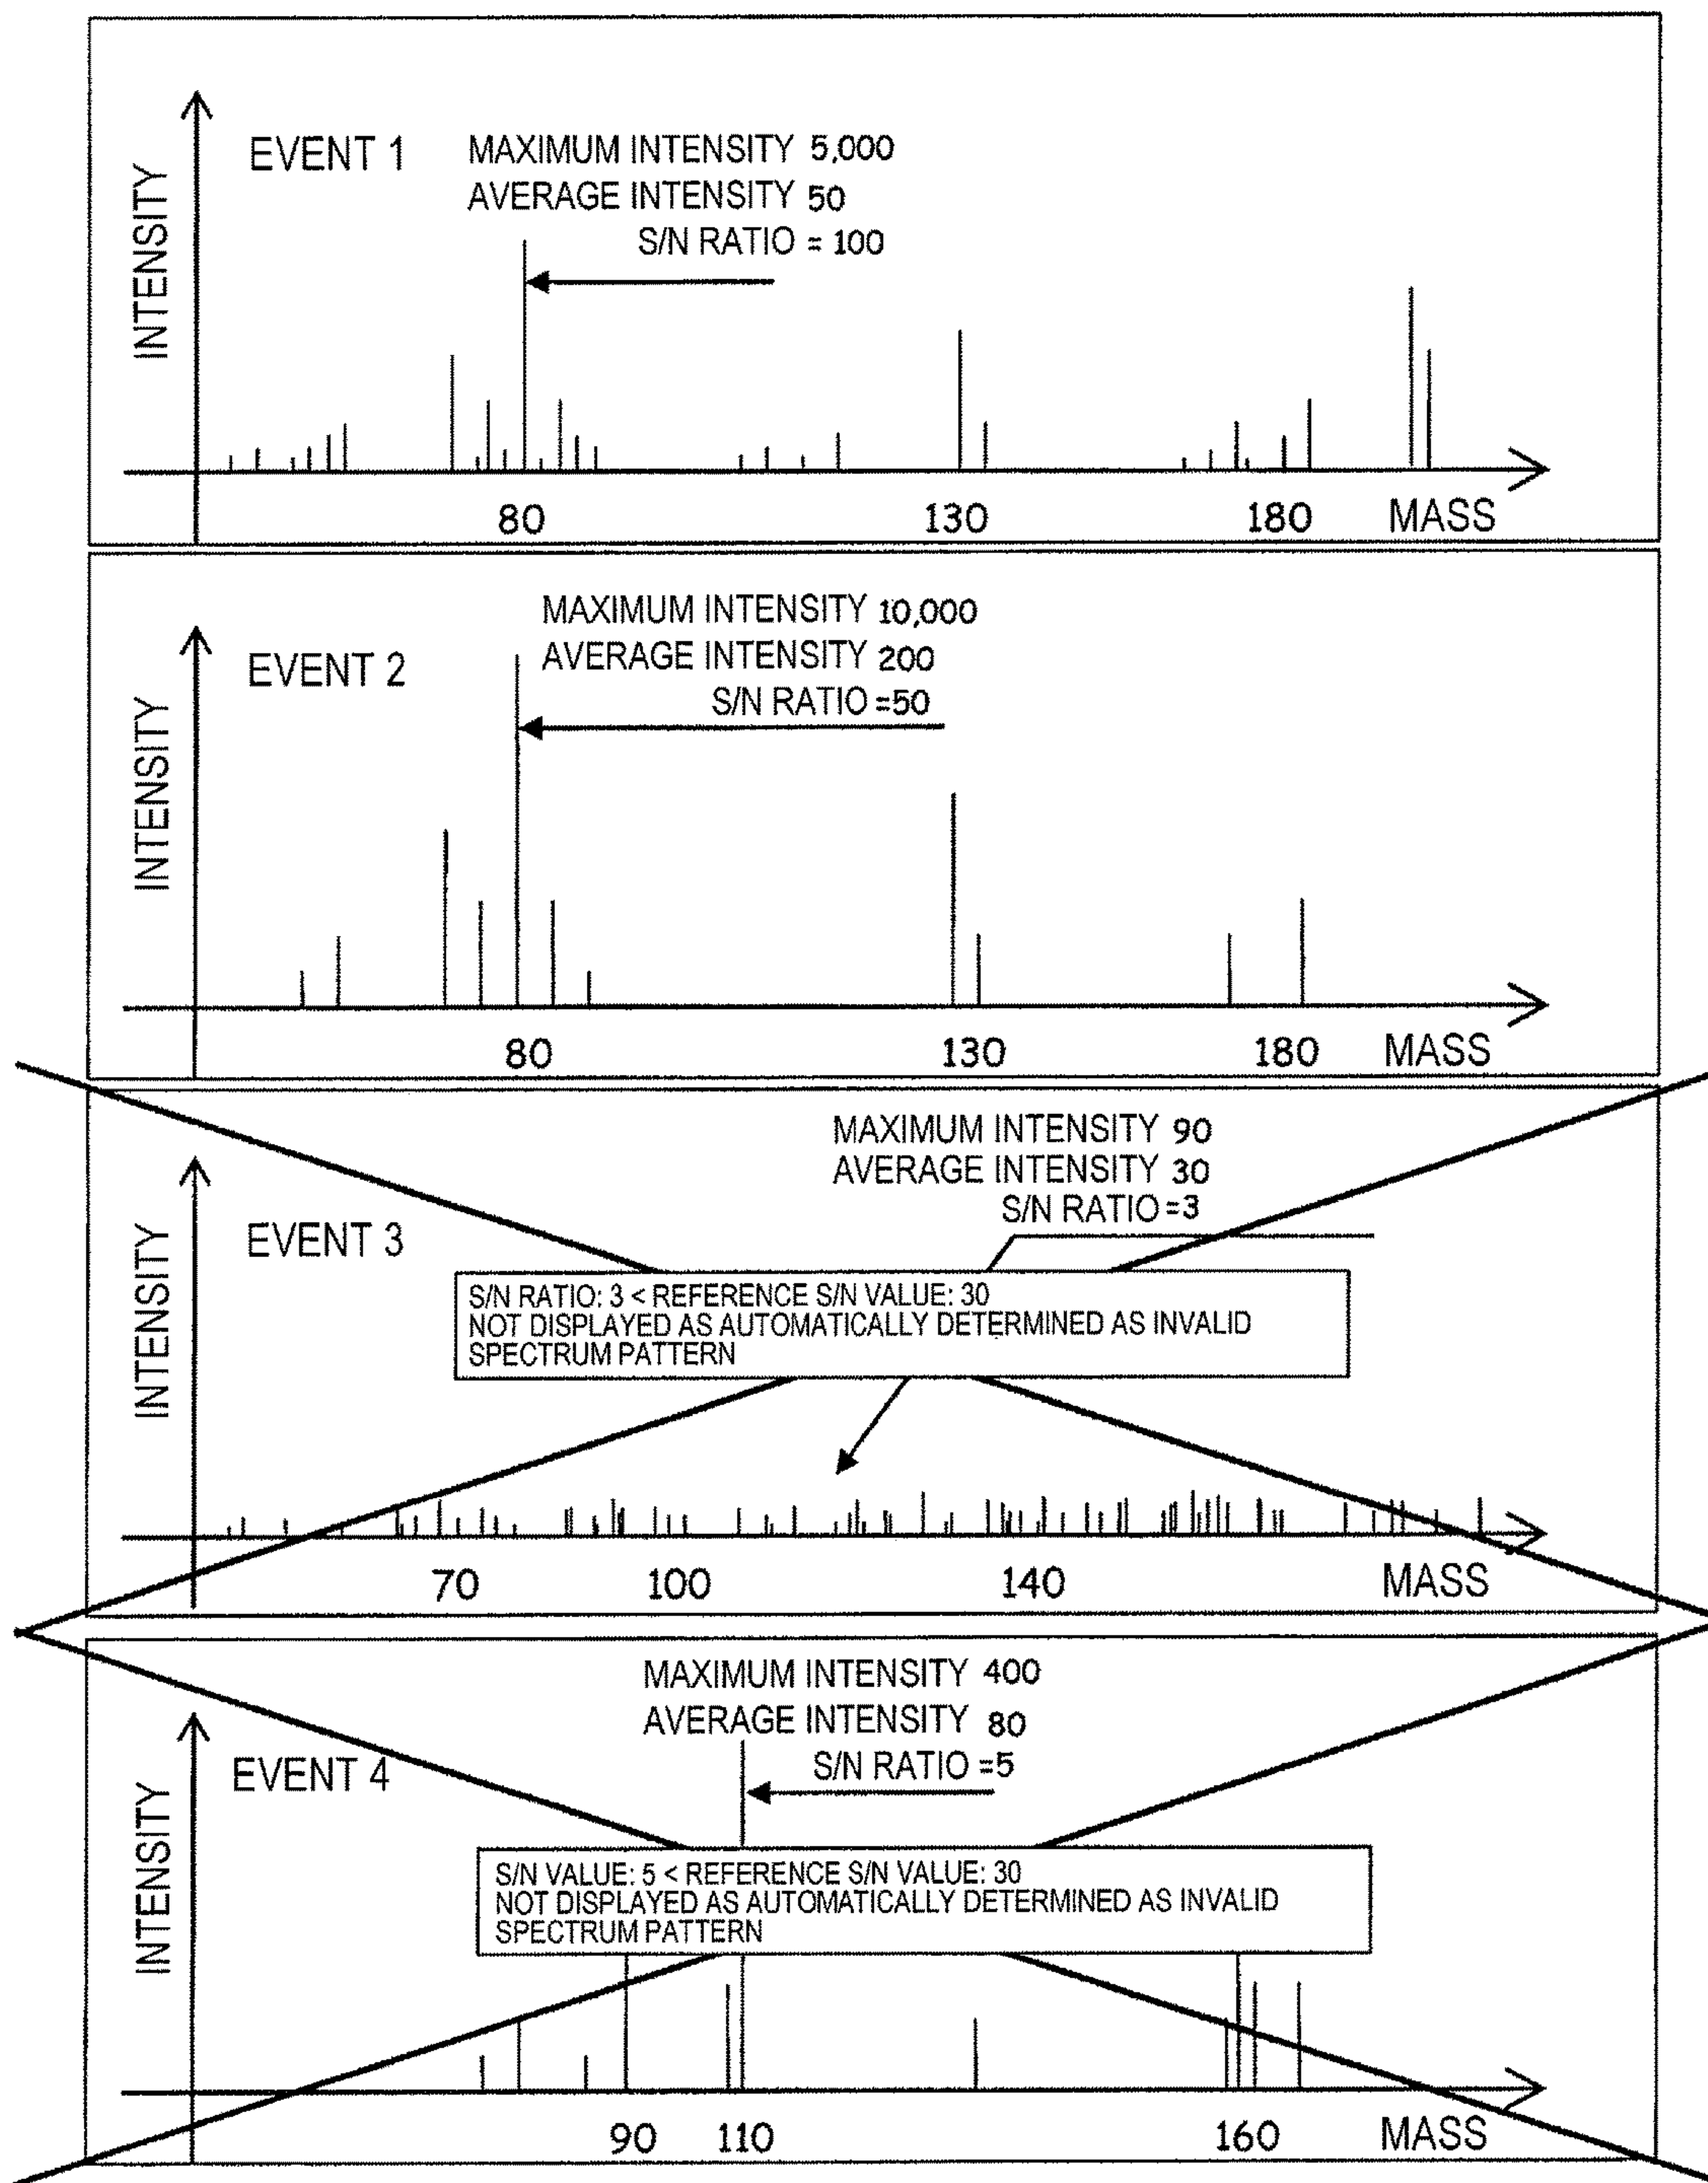 EVENT 1
MAXIMUM INTENSITY 5,000
AVERAGE INTENSITY 50
S/N RATIO = 100
INTENSITY
80
130
180
MASS
MAXIMUM INTENSITY 10,000
EVENT 2
AVERAGE INTENSITY 200
S/N RATIO =50
INTENSITY
80
130
180
MASS
MAXIMUM INTENSITY 90
AVERAGE INTENSITY 30
S/N RATIO =3
EVENT 3
INTENSITY
S/N RATIO: 3 < REFERENCE S/N VALUE: 30
NOT DISPLAYED AS AUTOMATICALLY DETERMINED AS INVALID
SPECTRUM PATTERN
70
100
140
MASS
MAXIMUM INTENSITY 400
AVERAGE INTENSITY 80
S/N RATIO =5
EVENT 4
INTENSITY
S/N VALUE: 5 < REFERENCE S/N VALUE: 30
NOT DISPLAYED AS AUTOMATICALLY DETERMINED AS INVALID
SPECTRUM PATTERN
90
110
160
MASS